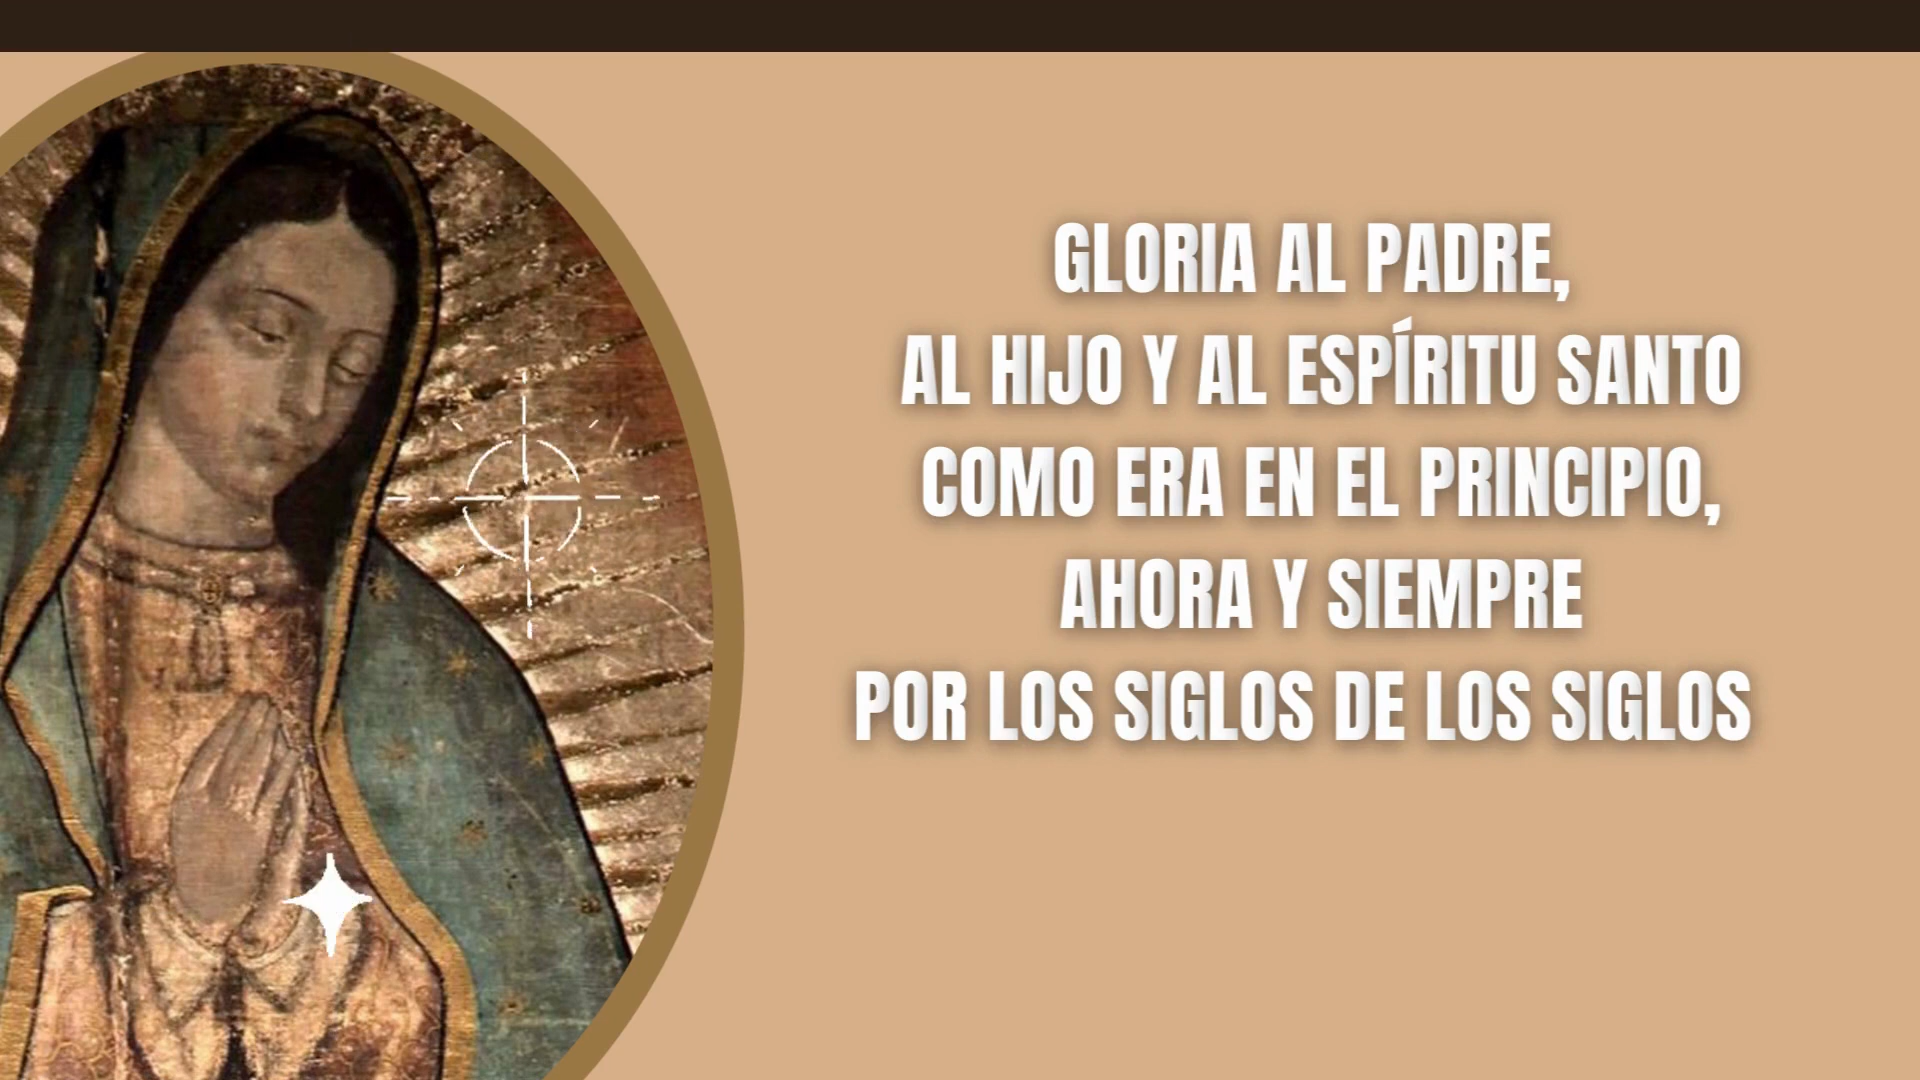 GLORIA AL PADRE,
AL HIJO Y AL ESPÍRITU SANTO
COMO ERA EN EL PRINCIPIO,
AHORA Y SIEMPRE
POR LOS SIGLOS DE LOS SIGLOS